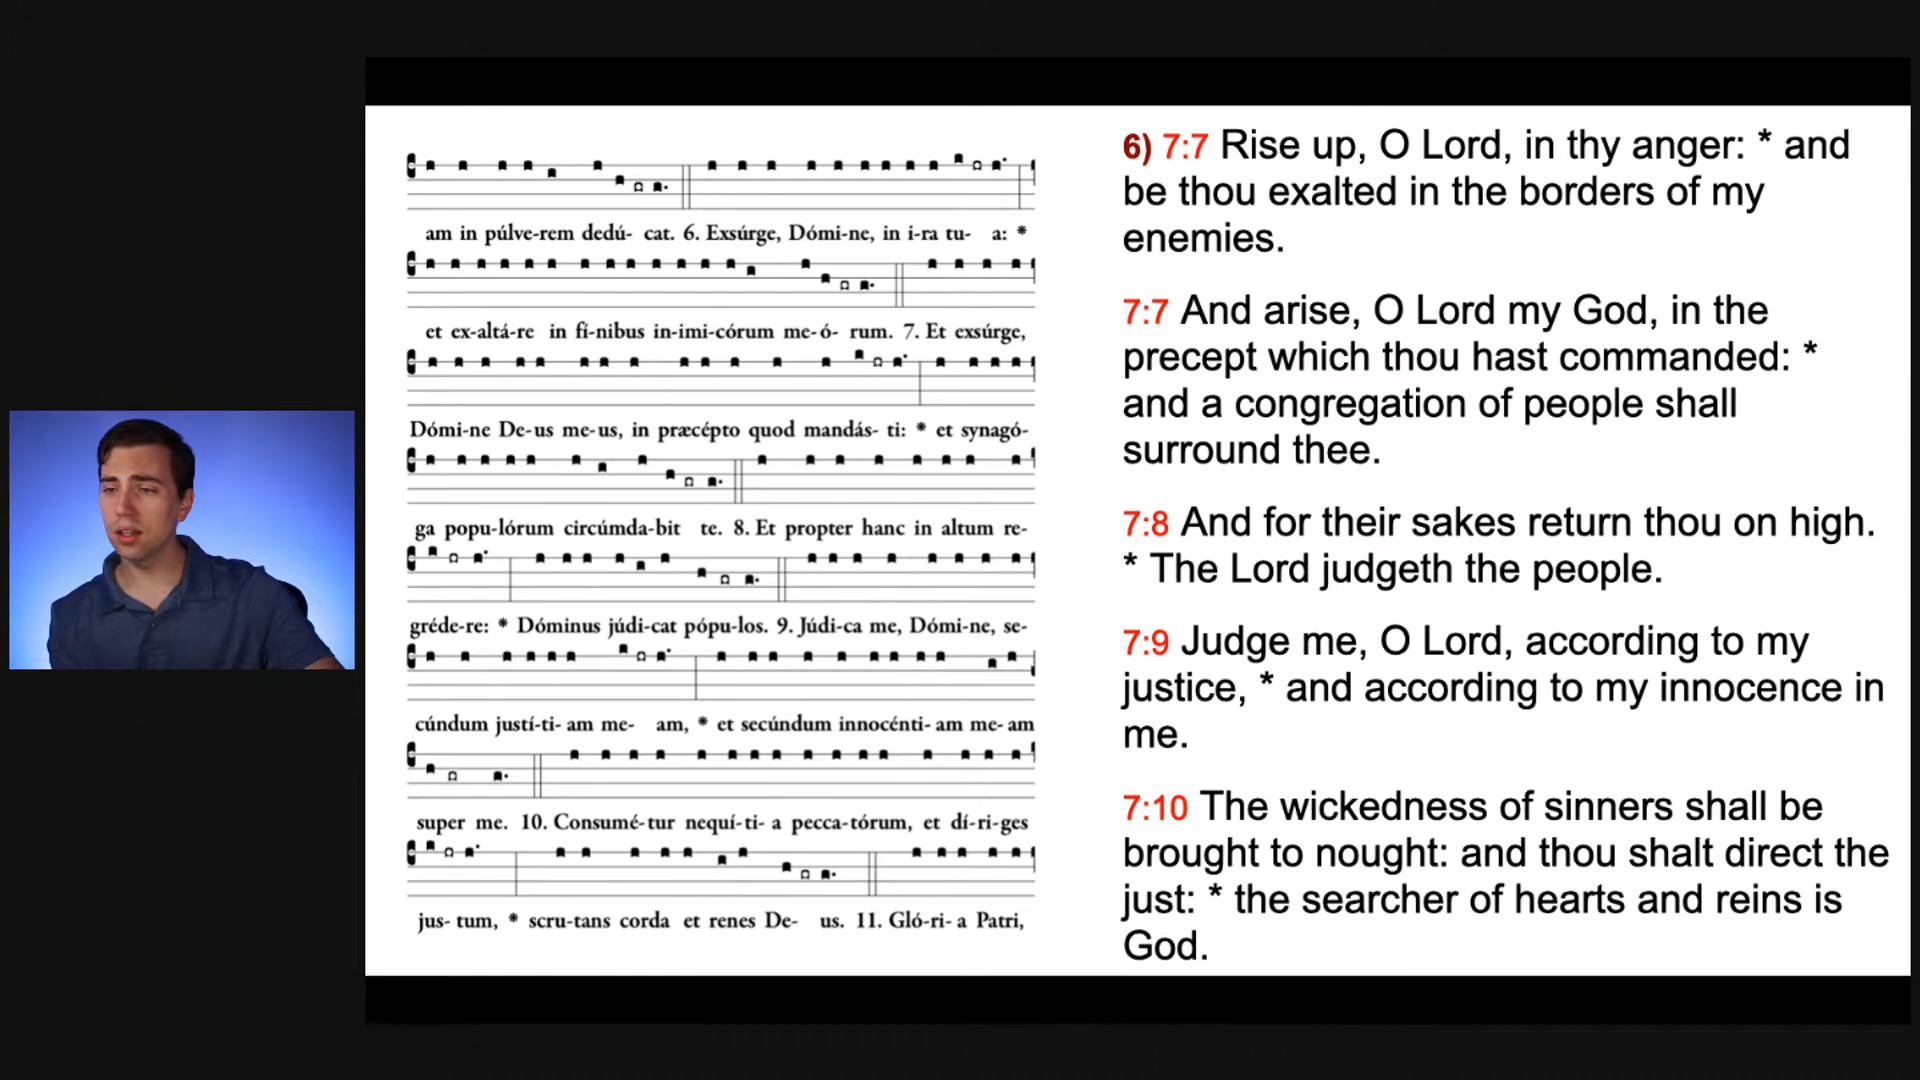 am in púlve-rem dedú- cat. 6. Exsúrge, Dómi-ne, in i-ra tu- a: *
et ex-altá-re in fí-nibus in-imi-córum me-ó- rum. 7. Et exsúrge,
Dómi-ne De-us me-us, in præcépto quod mandás- ti: * et synagó-
ga popu-lórum circúmda-bit te. 8. Et propter hanc in altum re-
gréde-re: * Dóminus júdi-cat pópu-los. 9. Júdi-ca me, Dómi-ne, se-
cúndum justí-ti- am me- am, * et secúndum innocénti- am me- am
super me. 10. Consumé-tur nequí-ti- a pecca-tórum, et dí-ri-ges
jus- tum, * scru-tans corda et renes De- us. 11. Gló-ri- a Patri,
6) 7:7 Rise up, O Lord, in thy anger: * and
be thou exalted in the borders of my
enemies.
7:7 And arise, O Lord my God, in the
precept which thou hast commanded: *
and a congregation of people shall
surround thee.
7:8 And for their sakes return thou on high.
* The Lord judgeth the people.
7:9 Judge me, O Lord, according to my
justice, * and according to my innocence in
me.
7:10 The wickedness of sinners shall be
brought to nought: and thou shalt direct the
just: * the searcher of hearts and reins is
God.